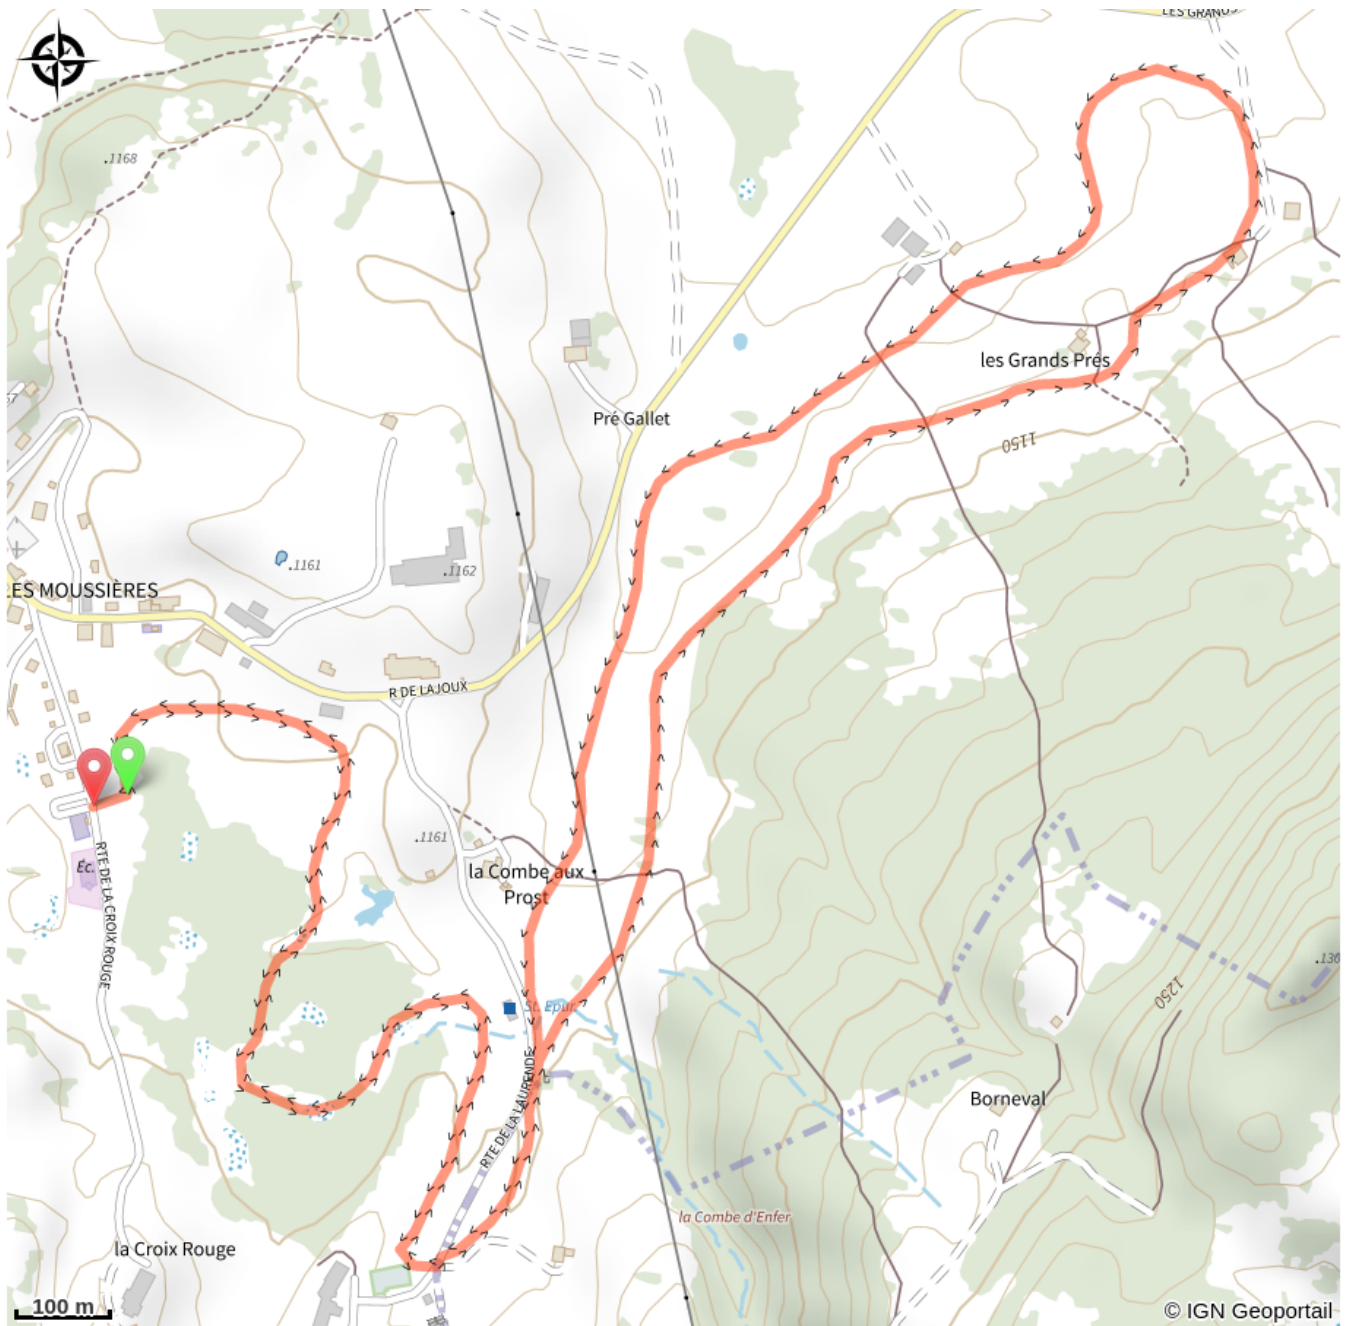 LES GRANDS
.1168
les Grands Prés
Pré Gallet
1150
.1161
.1162
LES MOUSSIÈRES
R DE LAJOUX
.1161
Éc.
la Combe aux
Prost
RTE DE LA CROIX ROUGE
St. Épur.
1250
RTE DE LA LAURENDE
Borneval
la Combe d'Enfer
la Croix Rouge
100 m
© IGN Geoportail